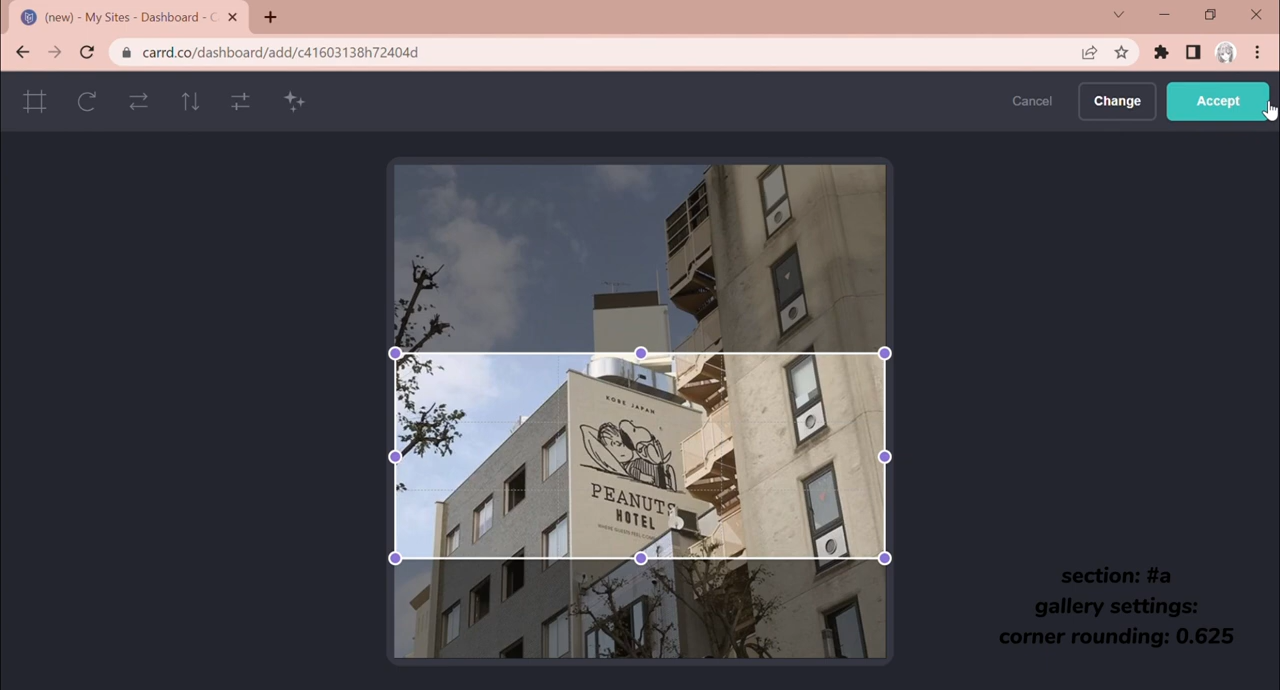 (new) - My Sites - Dashboard - C
carrd.co/dashboard/add/c41603138h72404d
Cancel
Change
Accept
KOBE JAPAN
PEANUTS
HOTEL
section: #a
gallery settings:
corner rounding: 0.625